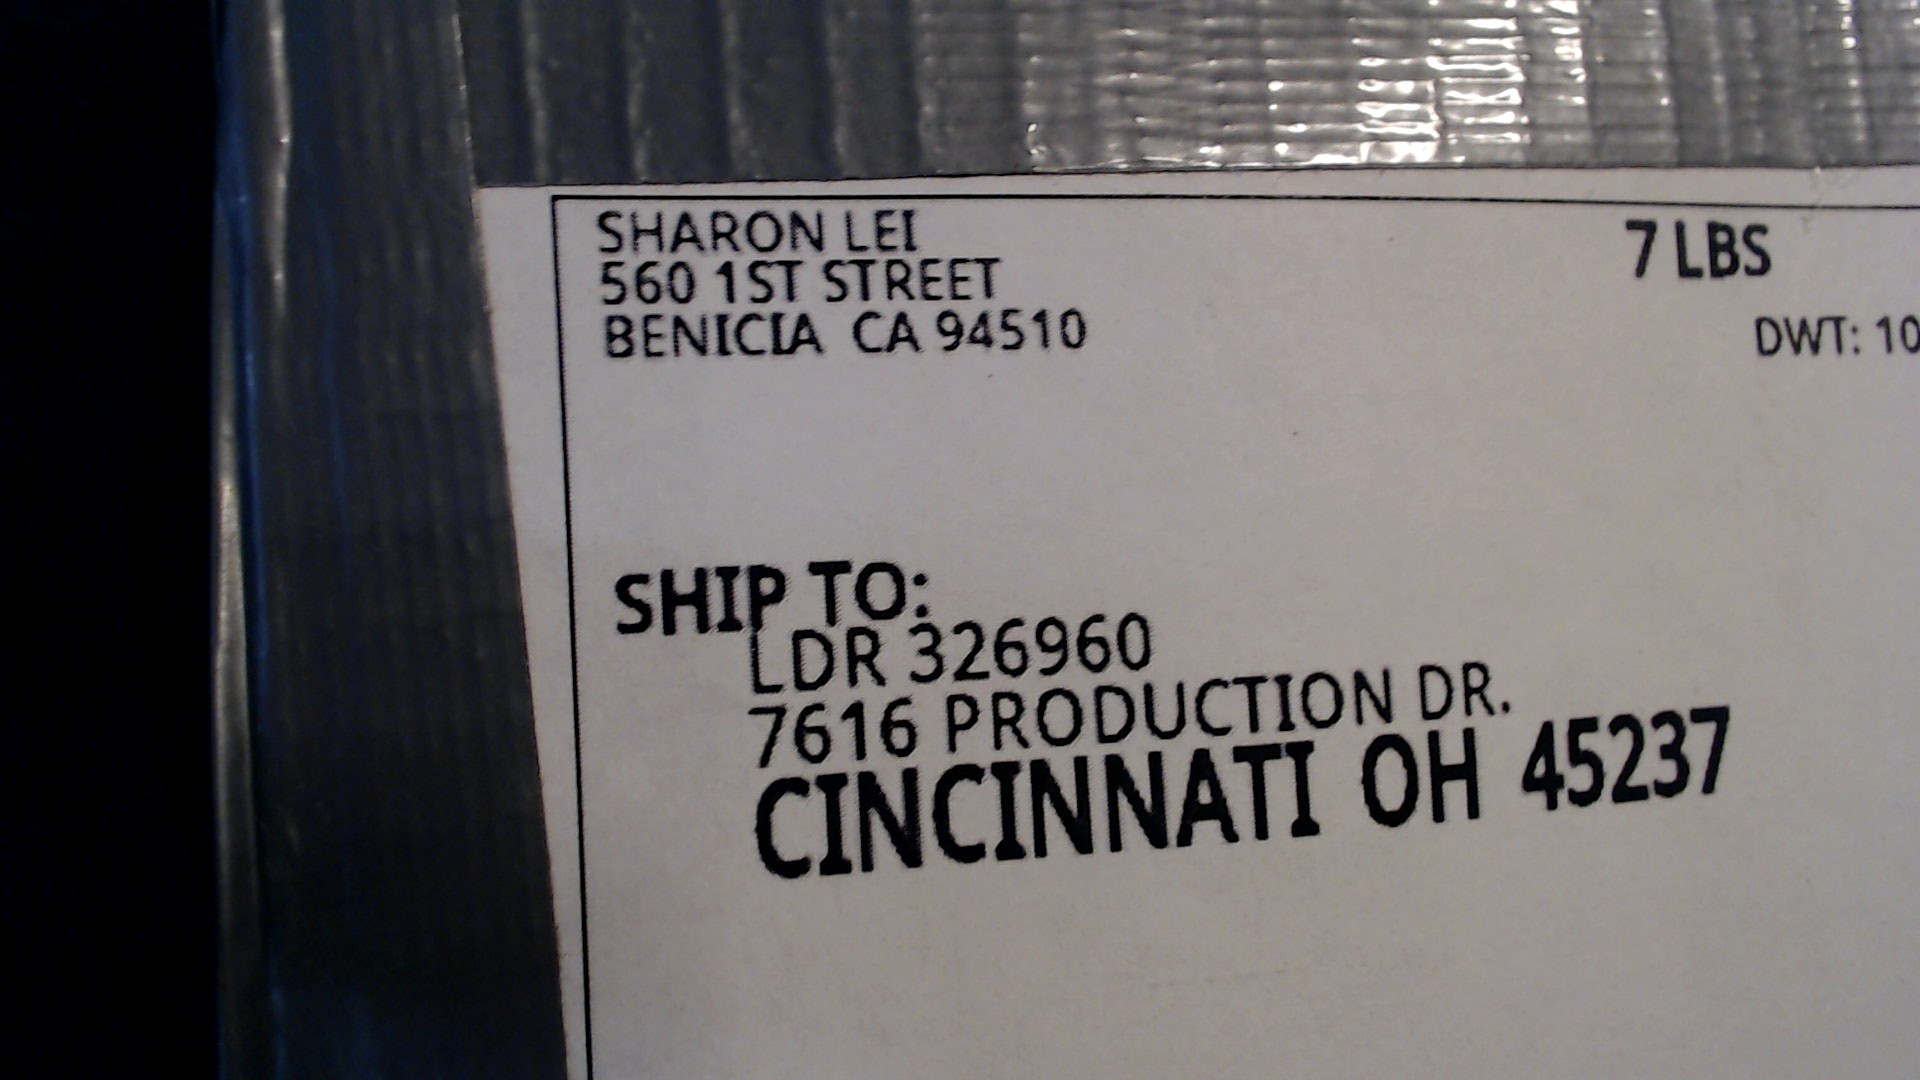 SHARON LEI
560 1ST STREET
BENICIA CA 94510
7 LBS
DWT: 10
SHIP TO:
LDR 326960
7616 PRODUCTION DR.
CINCINNATI OH 45237